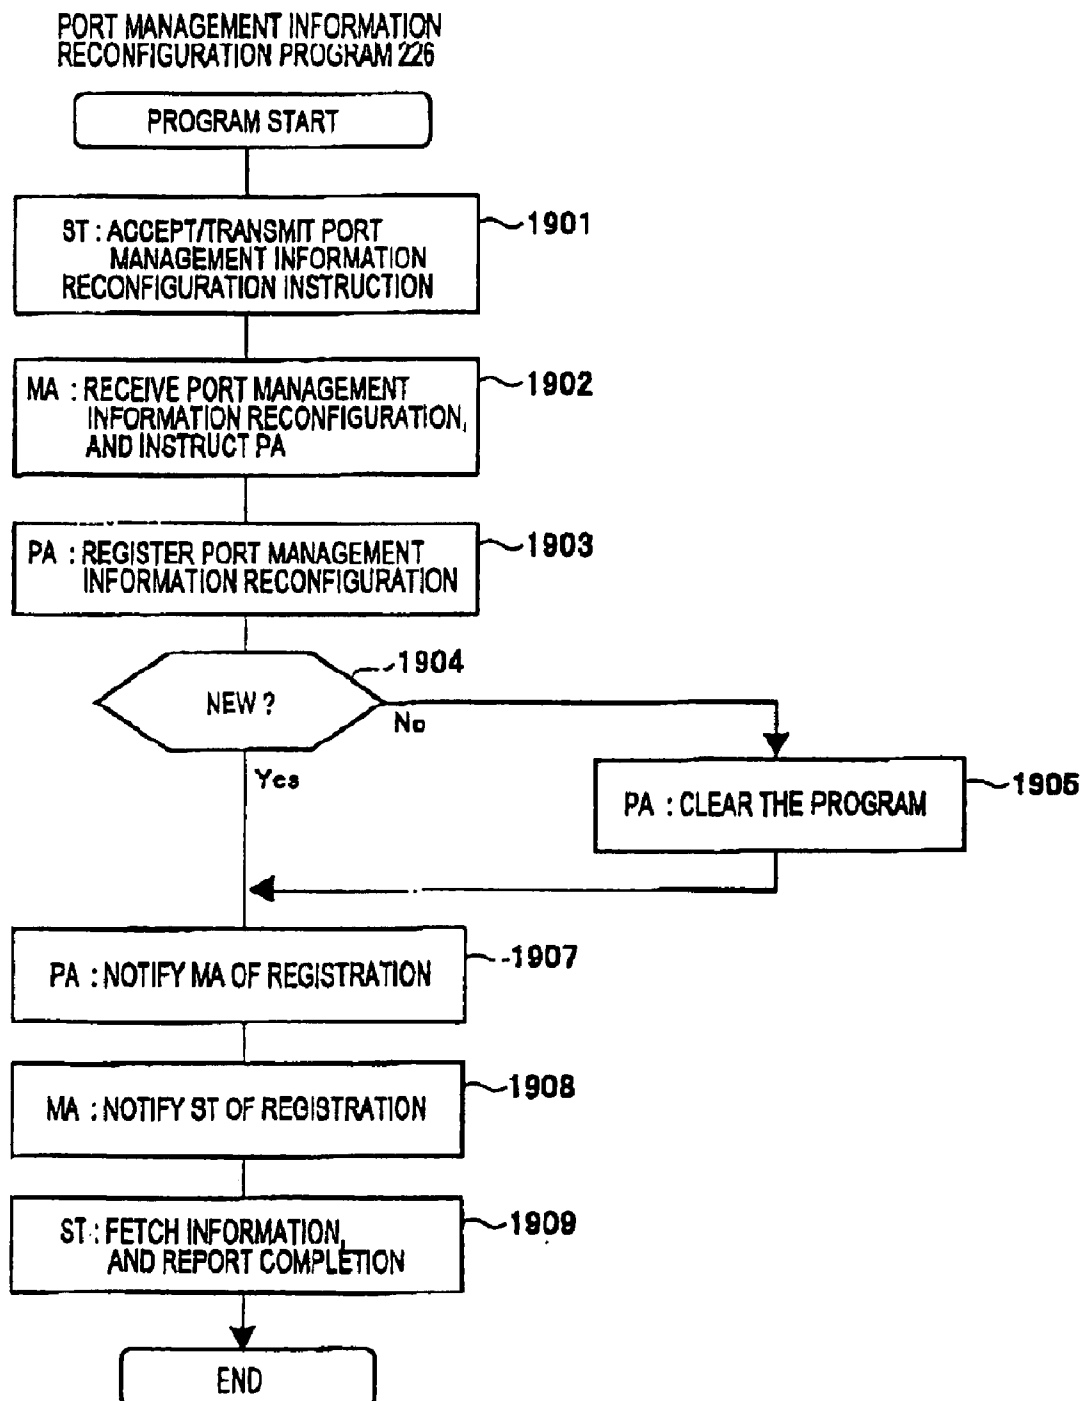 PORT MANAGEMENT INFORMATION
RECONFIGURATION PROGRAM 226
PROGRAM START
ST : ACCEPT/TRANSMIT PORT
MANAGEMENT INFORMATION
RECONFIGURATION INSTRUCTION
1901
MA : RECEIVE PORT MANAGEMENT
INFORMATION RECONFIGURATION,
AND INSTRUCT PA
1902
PA : REGISTER PORT MANAGEMENT
INFORMATION RECONFIGURATION
1903
1904
NEW ?
No
Yes
PA : CLEAR THE PROGRAM
1905
PA : NOTIFY MA OF REGISTRATION
1907
MA : NOTIFY ST OF REGISTRATION
1908
ST : FETCH INFORMATION,
AND REPORT COMPLETION
1909
END